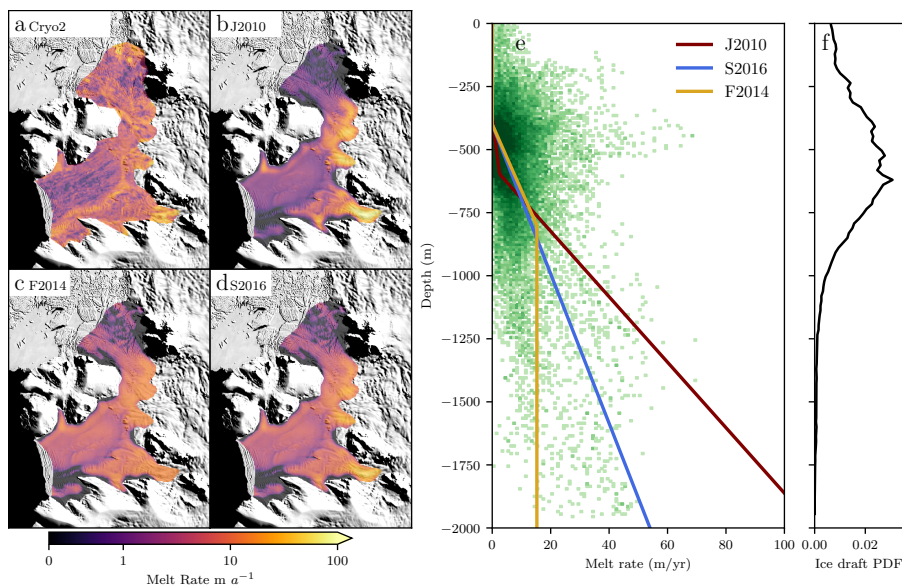 a Cryo2
b J2010
c F2014
d S2016
0
1
10
100
Melt Rate m a⁻¹
e
J2010
S2016
F2014
0
−250
−500
−750
−1000
−1250
−1500
−1750
−2000
Depth (m)
0
20
40
60
80
100
Melt rate (m/yr)
f
0.00
0.02
Ice draft PDF